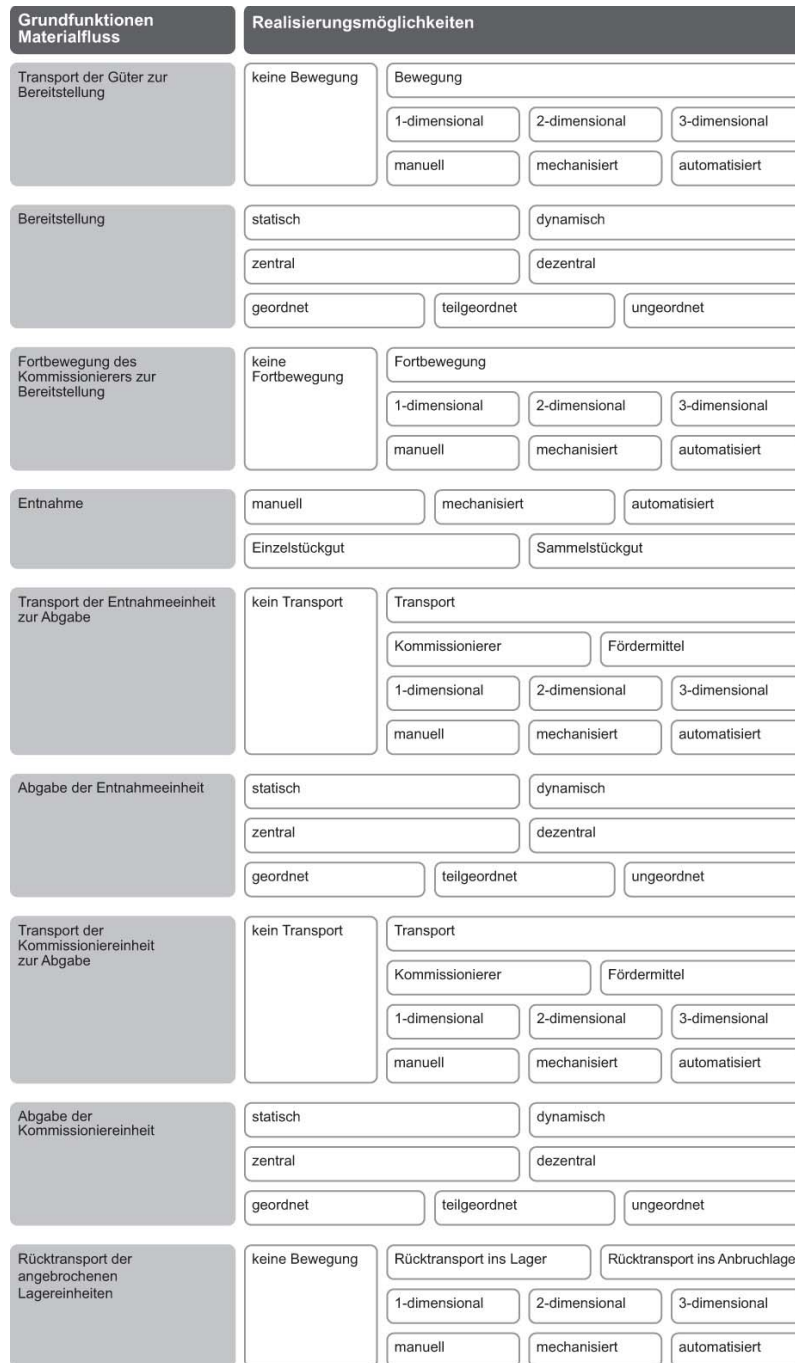 Grundfunktionen
Materialfluss
Realisierungsmöglichkeiten
Transport der Güter zur
Bereitstellung
keine Bewegung
Bewegung
1-dimensional
2-dimensional
3-dimensional
manuell
mechanisiert
automatisiert
Bereitstellung
statisch
dynamisch
zentral
dezentral
geordnet
teilgeordnet
ungeordnet
Fortbewegung des
Kommissionierers zur
Bereitstellung
keine
Fortbewegung
Fortbewegung
1-dimensional
2-dimensional
3-dimensional
manuell
mechanisiert
automatisiert
Entnahme
manuell
mechanisiert
automatisiert
Einzelstückgut
Sammelstückgut
Transport der Entnahmeeinheit
zur Abgabe
kein Transport
Transport
Kommissionierer
Fördermittel
1-dimensional
2-dimensional
3-dimensional
manuell
mechanisiert
automatisiert
Abgabe der Entnahmeeinheit
statisch
dynamisch
zentral
dezentral
geordnet
teilgeordnet
ungeordnet
Transport der
Kommissioniereinheit
zur Abgabe
kein Transport
Transport
Kommissionierer
Fördermittel
1-dimensional
2-dimensional
3-dimensional
manuell
mechanisiert
automatisiert
Abgabe der
Kommissioniereinheit
statisch
dynamisch
zentral
dezentral
geordnet
teilgeordnet
ungeordnet
Rücktransport der
angebrochenen
Lagereinheiten
keine Bewegung
Rücktransport ins Lager
Rücktransport ins Anbruchlage
1-dimensional
2-dimensional
3-dimensional
manuell
mechanisiert
automatisiert